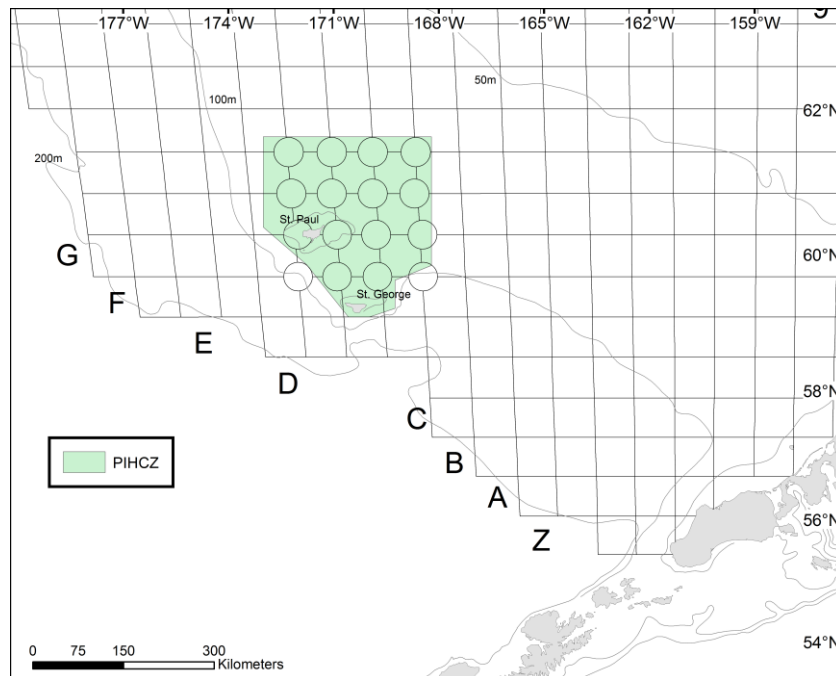 177°W 174°W 171°W 168°W 165°W 162°W 159°W
50m
100m
62°N
200m
St. Paul
60°N
G
St. George
F
E
D
58°N
C
PIHCZ
B
A
56°N
Z
54°N
0 75 150 300
Kilometers